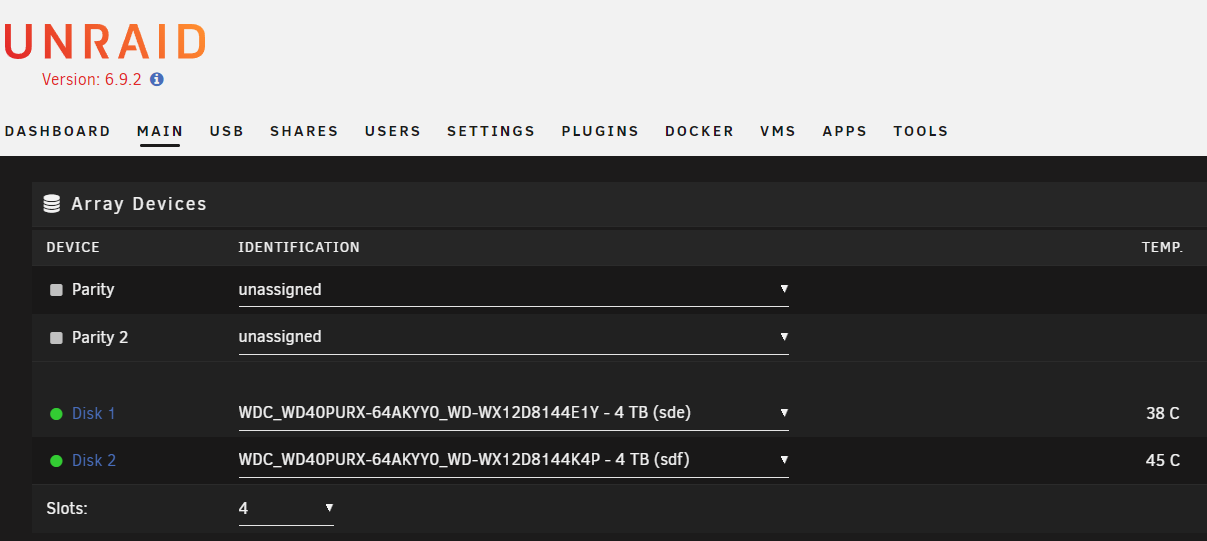 UNRAID
Version: 6.9.2
DASHBOARD MAIN USB SHARES USERS SETTINGS PLUGINS DOCKER VMS APPS TOOLS
Array Devices
DEVICE IDENTIFICATION TEMP.
Parity unassigned
Parity 2 unassigned
Disk 1 WDC_WD40PURX-64AKYY0_WD-WX12D8144E1Y - 4 TB (sde) 38 C
Disk 2 WDC_WD40PURX-64AKYY0_WD-WX12D8144K4P - 4 TB (sdf) 45 C
Slots: 4